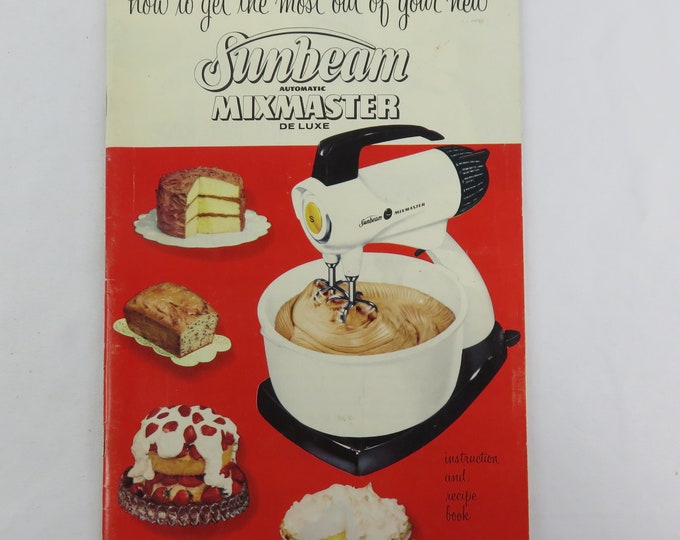 how to get the most out of your new
Sunbeam
AUTOMATIC
MIXMASTER
DE LUXE
S
Sunbeam MIXMASTER
instruction
and
recipe
book